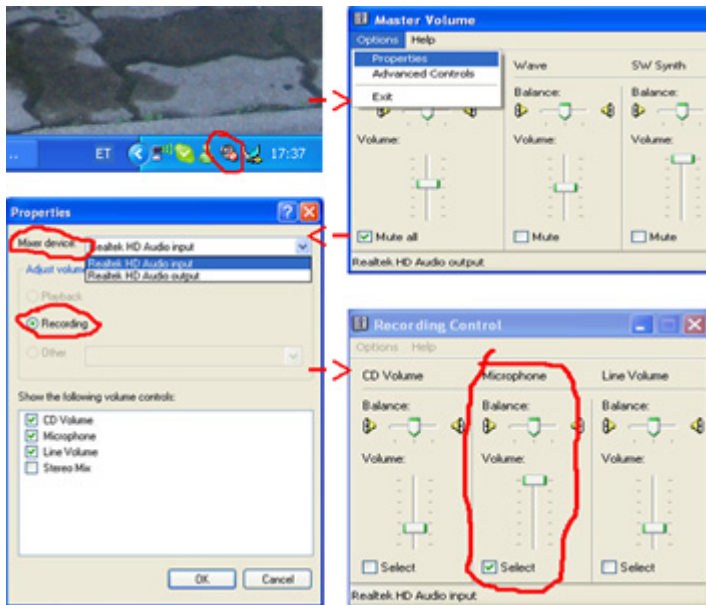 ..
ET
17:37
Master Volume
Options Help
Properties
Advanced Controls
Exit
Wave
SW Synth
Balance:
Balance:
Volume:
Volume:
Volume:
Mute all
Mute
Mute
Realtek HD Audio output
Properties
Mixer device:
Realtek HD Audio input
Realtek HD Audio input
Realtek HD Audio output
Adjust volume
Playback
Recording
Other
Show the following volume controls:
CD Volume
Microphone
Line Volume
Stereo Mix
OK
Cancel
Recording Control
Options Help
CD Volume
Microphone
Line Volume
Balance:
Balance:
Balance:
Volume:
Volume:
Volume:
Select
Select
Select
Realtek HD Audio input